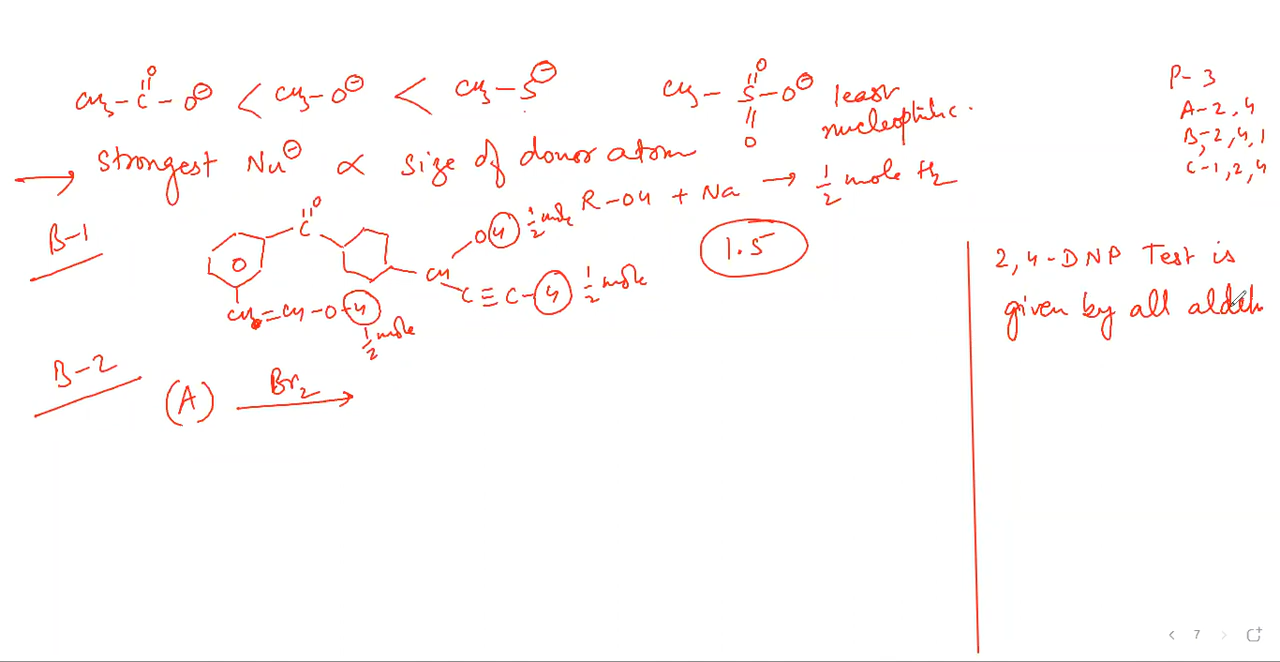 CH₃-C(=O)-O⊖ < CH₃-O⊖ < CH₃-S⊖
CH₃-S(=O)(=O)-O⊖ least nucleophilic.
→ strongest Nu⊖ ∝ size of donor atom
R-OH + Na → 1/2 mole H₂
B-1
O
C
OH 1/2 mole
CH
C≡C-H 1/2 mole
=CH-O-H
1/2 mole
1.5
B-2
(A) Br₂ →
P-3
A-2,4
B-2,4,1
C-1,2,4
2,4-DNP Test is
given by all aldeh
7